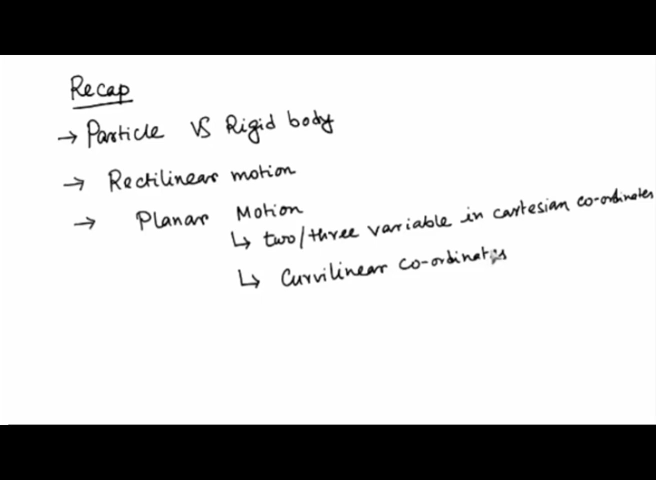 Recap
→ Particle VS Rigid body
→ Rectilinear motion
→ Planar Motion
↳ two/three variable in cartesian co-ordinates
↳ Curvilinear co-ordinates